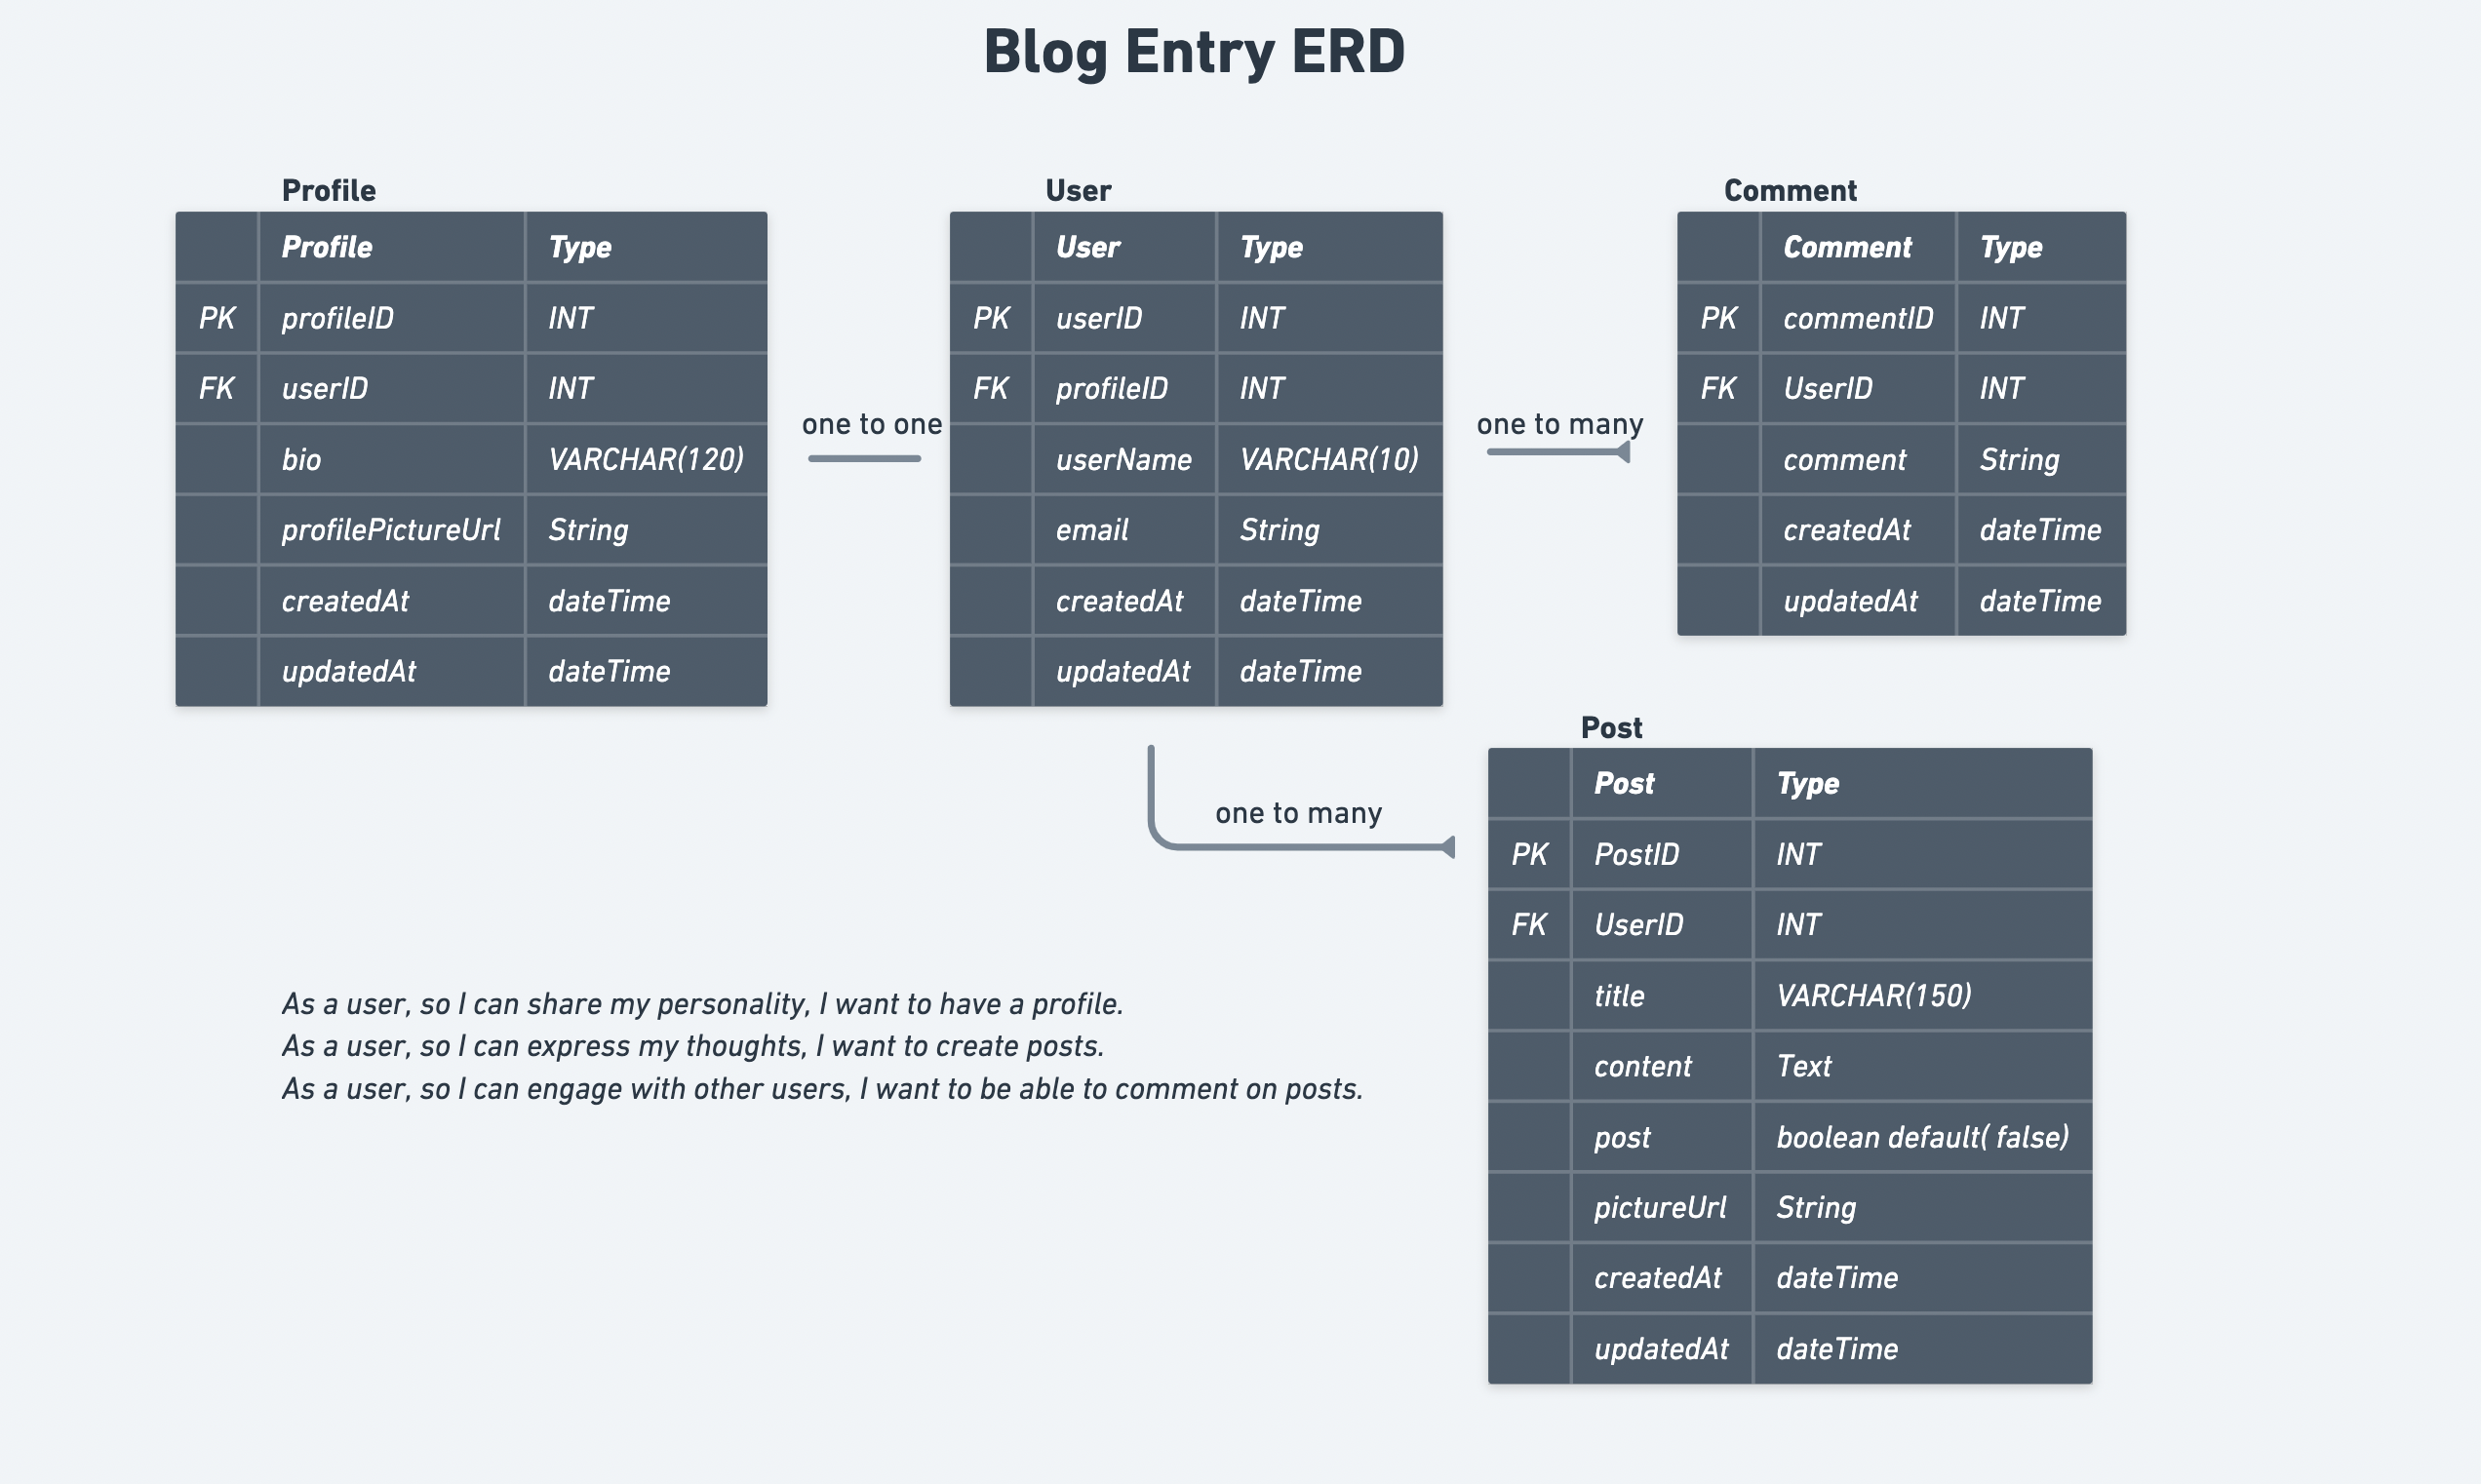 Blog Entry ERD
Profile
Profile Type
PK profileID INT
FK userID INT
bio VARCHAR(120)
profilePictureUrl String
createdAt dateTime
updatedAt dateTime
one to one
User
User Type
PK userID INT
FK profileID INT
userName VARCHAR(10)
email String
createdAt dateTime
updatedAt dateTime
one to many
Comment
Comment Type
PK commentID INT
FK UserID INT
comment String
createdAt dateTime
updatedAt dateTime
one to many
Post
Post Type
PK PostID INT
FK UserID INT
title VARCHAR(150)
content Text
post boolean default( false)
pictureUrl String
createdAt dateTime
updatedAt dateTime
As a user, so I can share my personality, I want to have a profile.
As a user, so I can express my thoughts, I want to create posts.
As a user, so I can engage with other users, I want to be able to comment on posts.